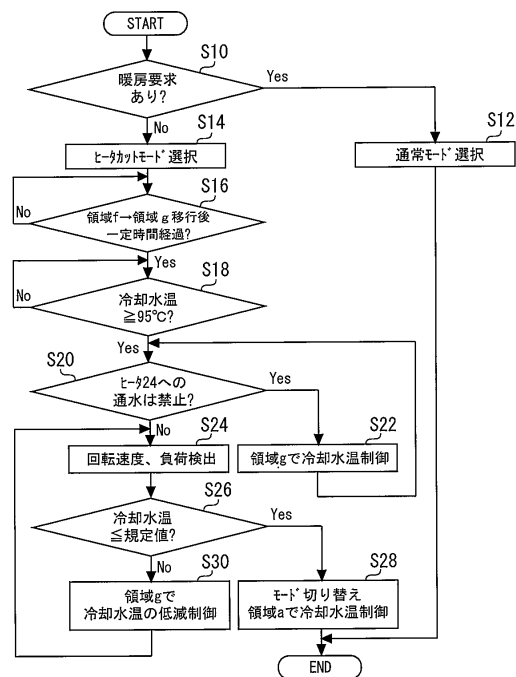 START
S10
暖房要求
あり?
Yes
No
S14
ﾋｰﾀｶｯﾄﾓｰﾄﾞ選択
S12
通常ﾓｰﾄﾞ選択
S16
No
領域f→領域g移行後
一定時間経過?
Yes
S18
No
冷却水温
≧95℃?
Yes
S20
ﾋｰﾀ24への
通水は禁止?
Yes
No
S24
回転速度、負荷検出
S22
領域gで冷却水温制御
S26
冷却水温
≦規定値?
Yes
No
S30
領域gで
冷却水温の低減制御
S28
ﾓｰﾄﾞ切り替え
領域aで冷却水温制御
END